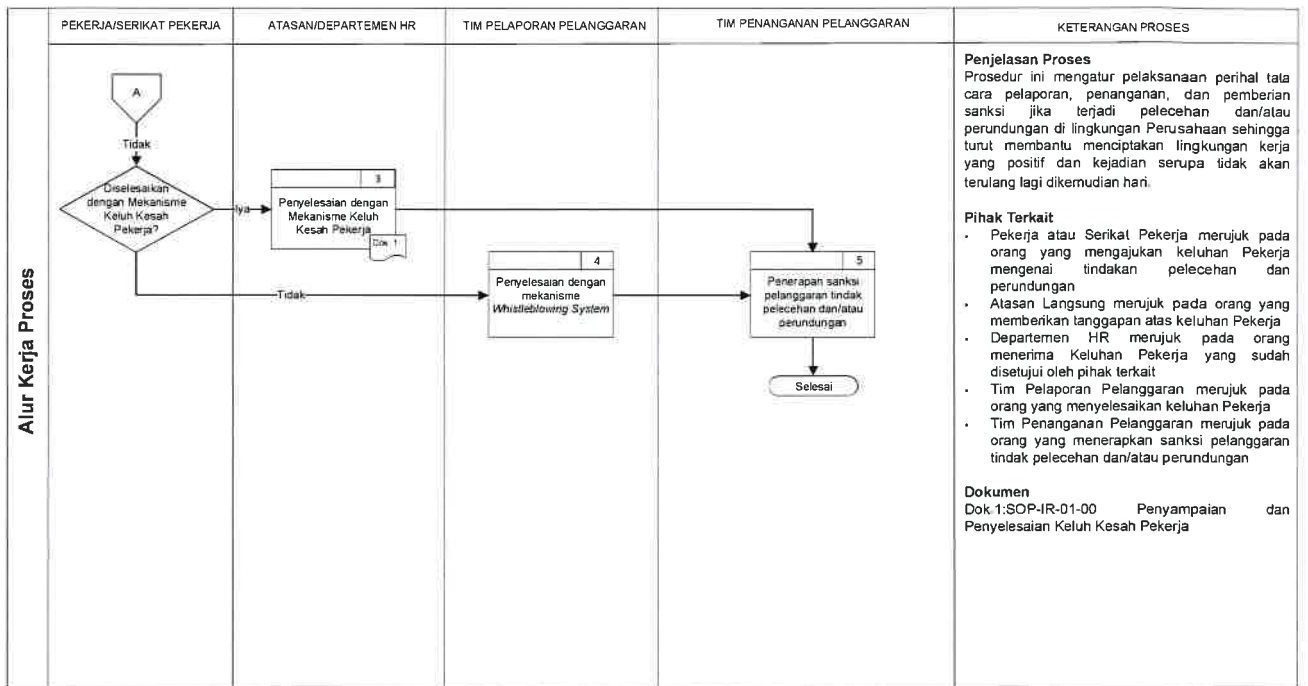 PEKERJA/SERIKAT PEKERJA
ATASAN/DEPARTEMEN HR
TIM PELAPORAN PELANGGARAN
TIM PENANGANAN PELANGGARAN
KETERANGAN PROSES
Alur Kerja Proses
A
Tidak
Diselesaikan
dengan Mekanisme
Keluh Kesah
Pekerja?
Iya
3
Penyelesaian dengan
Mekanisme Keluh
Kesah Pekerja
Dok 1
Tidak
4
Penyelesaian dengan
mekanisme
Whistleblowing System
5
Penerapan sanksi
pelanggaran tindak
pelecehan dan/atau
perundungan
Selesai
Penjelasan Proses
Prosedur ini mengatur pelaksanaan perihal tata
cara pelaporan, penanganan, dan pemberian
sanksi jika terjadi pelecehan dan/atau
perundungan di lingkungan Perusahaan sehingga
turut membantu menciptakan lingkungan kerja
yang positif dan kejadian serupa tidak akan
terulang lagi dikemudian hari.
Pihak Terkait
• Pekerja atau Serikat Pekerja merujuk pada
orang yang mengajukan keluhan Pekerja
mengenai tindakan pelecehan dan
perundungan
• Atasan Langsung merujuk pada orang yang
memberikan tanggapan atas keluhan Pekerja
• Departemen HR merujuk pada orang
menerima Keluhan Pekerja yang sudah
disetujui oleh pihak terkait
• Tim Pelaporan Pelanggaran merujuk pada
orang yang menyelesaikan keluhan Pekerja
• Tim Penanganan Pelanggaran merujuk pada
orang yang menerapkan sanksi pelanggaran
tindak pelecehan dan/atau perundungan
Dokumen
Dok.1:SOP-IR-01-00 Penyampaian dan
Penyelesaian Keluh Kesah Pekerja